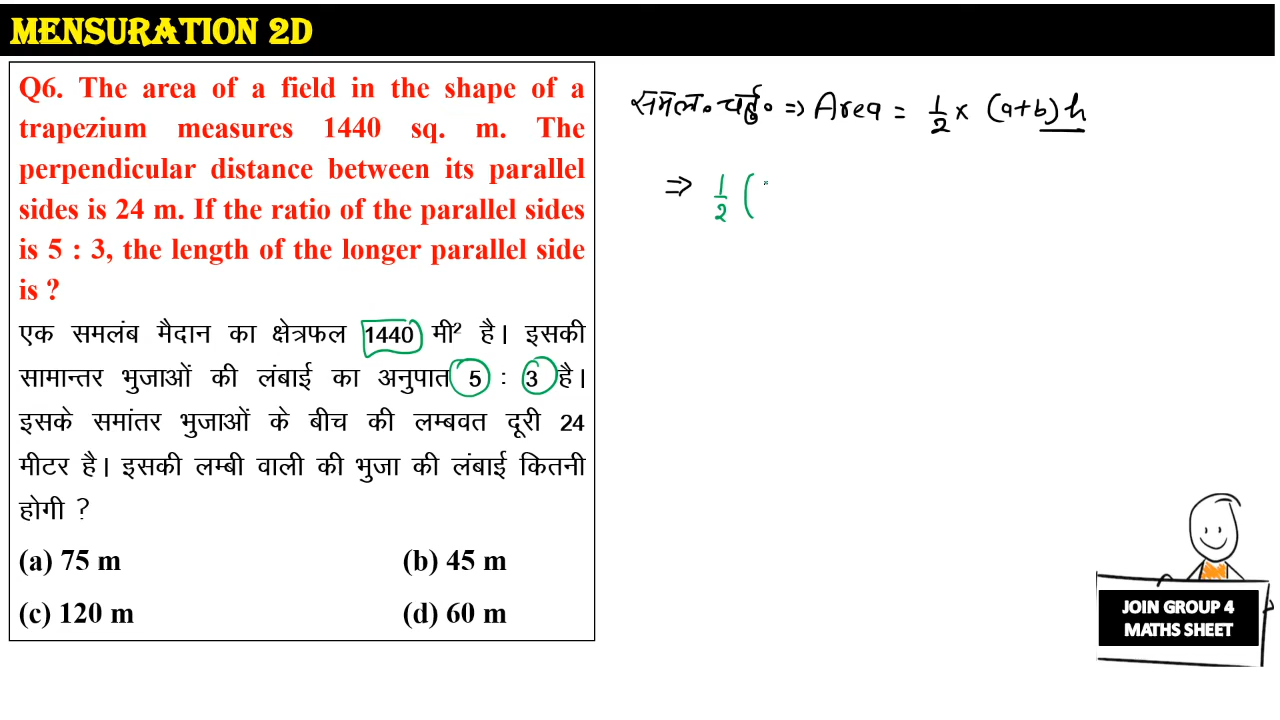 MENSURATION 2D
Q6. The area of a field in the shape of a
trapezium measures 1440 sq. m. The
perpendicular distance between its parallel
sides is 24 m. If the ratio of the parallel sides
is 5 : 3, the length of the longer parallel side
is ?
एक समलंब मैदान का क्षेत्रफल 1440 मी² है। इसकी
सामान्तर भुजाओं की लंबाई का अनुपात 5 : 3 है।
इसके समांतर भुजाओं के बीच की लम्बवत दूरी 24
मीटर है। इसकी लम्बी वाली की भुजा की लंबाई कितनी
होगी ?
(a) 75 m (b) 45 m
(c) 120 m (d) 60 m
समल॰ चतु॰ => Area = 1/2 × (a+b) h
=> 1/2 (
JOIN GROUP 4
MATHS SHEET